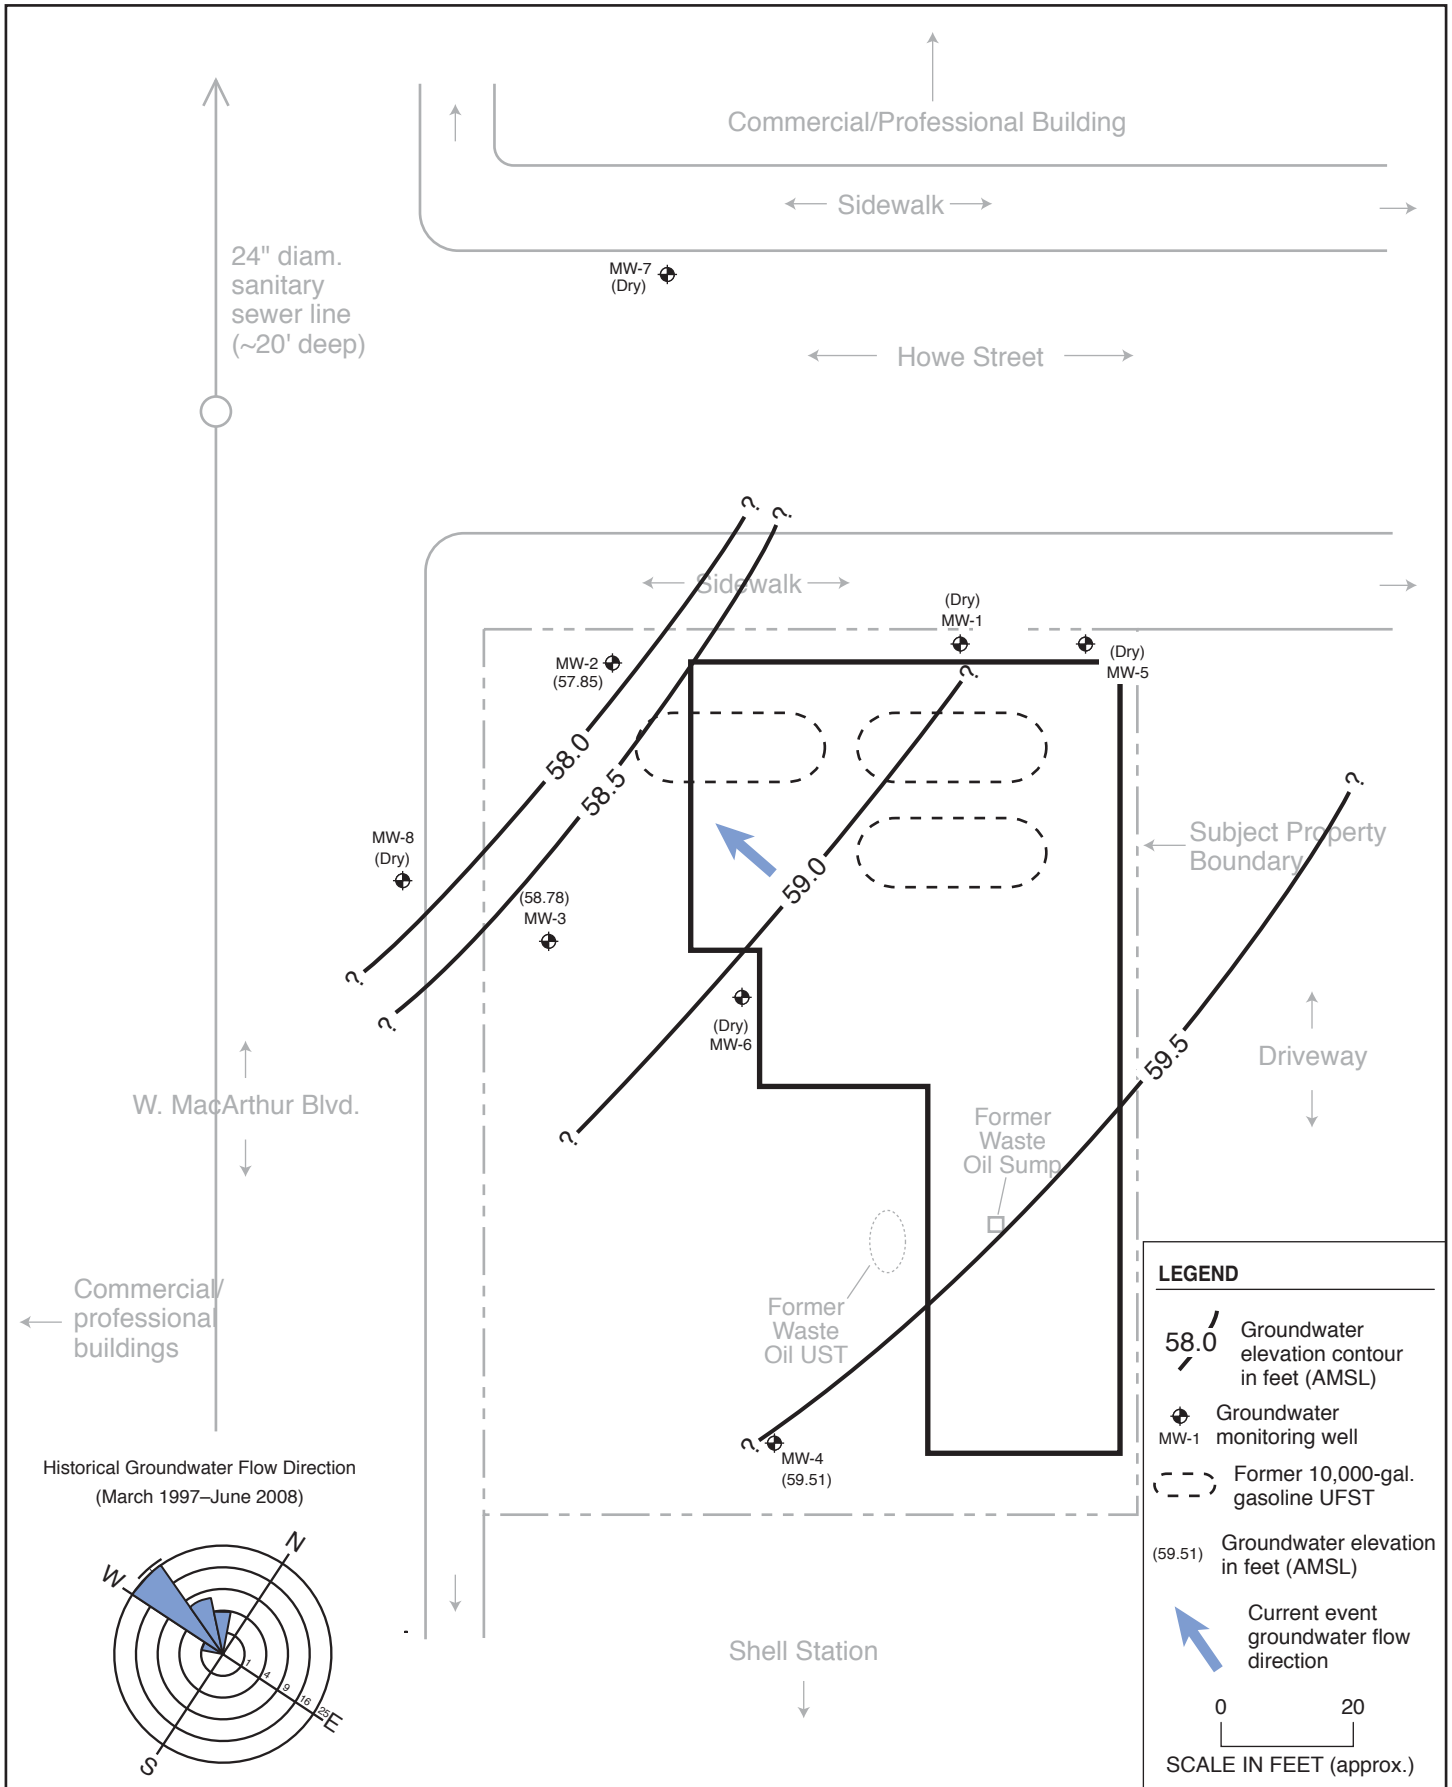 Commercial/Professional Building
Sidewalk
24" diam.
sanitary
sewer line
(~20' deep)
MW-7
(Dry)
Howe Street
?
?
Sidewalk
(Dry)
MW-1
(Dry)
MW-5
MW-2
(57.85)
?
58.0
58.5
?
MW-8
(Dry)
Subject Property
Boundary
59.0
(58.78)
MW-3
?
?
(Dry)
MW-6
59.5
Driveway
W. MacArthur Blvd.
?
Former
Waste
Oil Sump
Commercial/
professional
buildings
Former
Waste
Oil UST
?
MW-4
(59.51)
Historical Groundwater Flow Direction
(March 1997–June 2008)
N
W
1
4
9
16
25
E
S
Shell Station
LEGEND
58.0
Groundwater
elevation contour
in feet (AMSL)
MW-1
Groundwater
monitoring well
Former 10,000-gal.
gasoline UFST
(59.51)
Groundwater elevation
in feet (AMSL)
Current event
groundwater flow
direction
0 20
SCALE IN FEET (approx.)